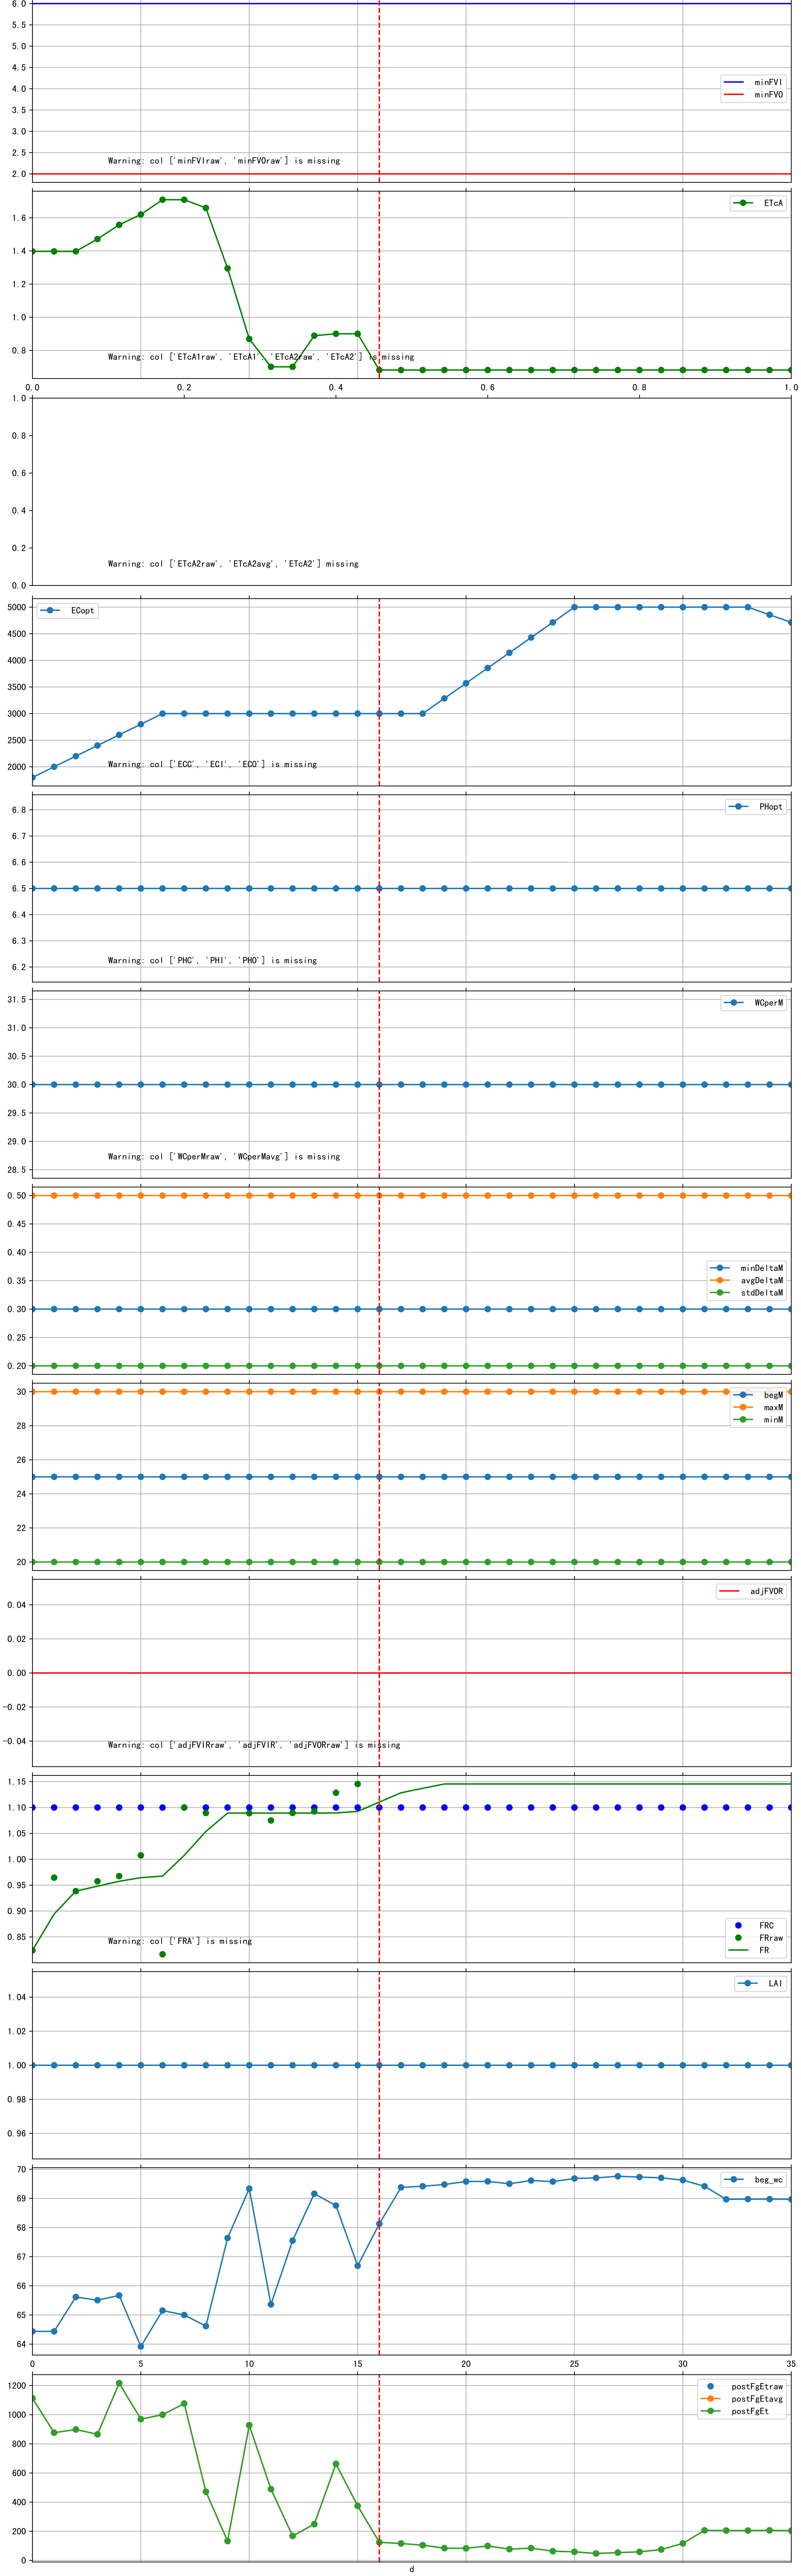 6.0
5.5
5.0
4.5
4.0
3.5
3.0
2.5
2.0
minFVI
minFVO
Warning: col ['minFVIraw', 'minFVOraw'] is missing
1.6
1.4
1.2
1.0
0.8
ETcA
Warning: col ['ETcA1raw', 'ETcA1', 'ETcA2raw', 'ETcA2'] is missing
0.0 0.2 0.4 0.6 0.8 1.0
1.0
0.8
0.6
0.4
0.2
0.0
Warning: col ['ETcA2raw', 'ETcA2avg', 'ETcA2'] missing
5000
4500
4000
3500
3000
2500
2000
ECopt
Warning: col ['ECC', 'ECI', 'ECO'] is missing
6.8
6.7
6.6
6.5
6.4
6.3
6.2
PHopt
Warning: col ['PHC', 'PHI', 'PHO'] is missing
31.5
31.0
30.5
30.0
29.5
29.0
28.5
WCperM
Warning: col ['WCperMraw', 'WCperMavg'] is missing
0.50
0.45
0.40
0.35
0.30
0.25
0.20
minDeltaM
avgDeltaM
stdDeltaM
30
28
26
24
22
20
begM
maxM
minM
0.04
0.02
0.00
-0.02
-0.04
adjFVOR
Warning: col ['adjFVIRraw', 'adjFVIR', 'adjFVORraw'] is missing
1.15
1.10
1.05
1.00
0.95
0.90
0.85
FRC
FRraw
FR
Warning: col ['FRA'] is missing
1.04
1.02
1.00
0.98
0.96
LAI
70
69
68
67
66
65
64
beg_wc
0 5 10 15 20 25 30 35
1200
1000
800
600
400
200
0
postFgEtraw
postFgEtavg
postFgEt
d